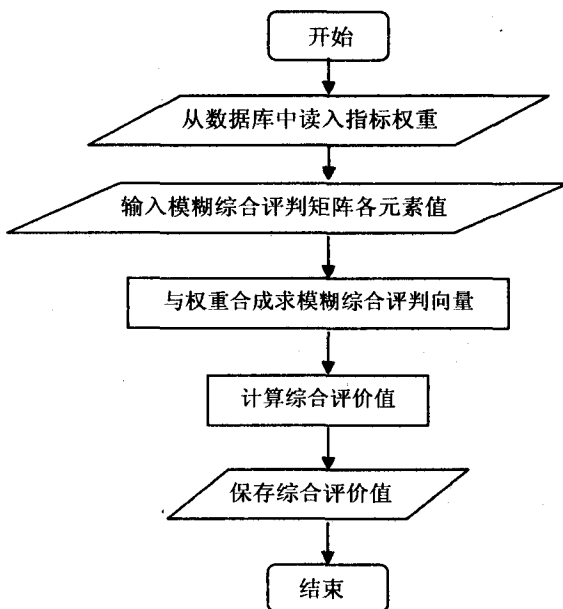 开始
从数据库中读入指标权重
输入模糊综合评判矩阵各元素值
与权重合成求模糊综合评判向量
计算综合评价值
保存综合评价值
结束